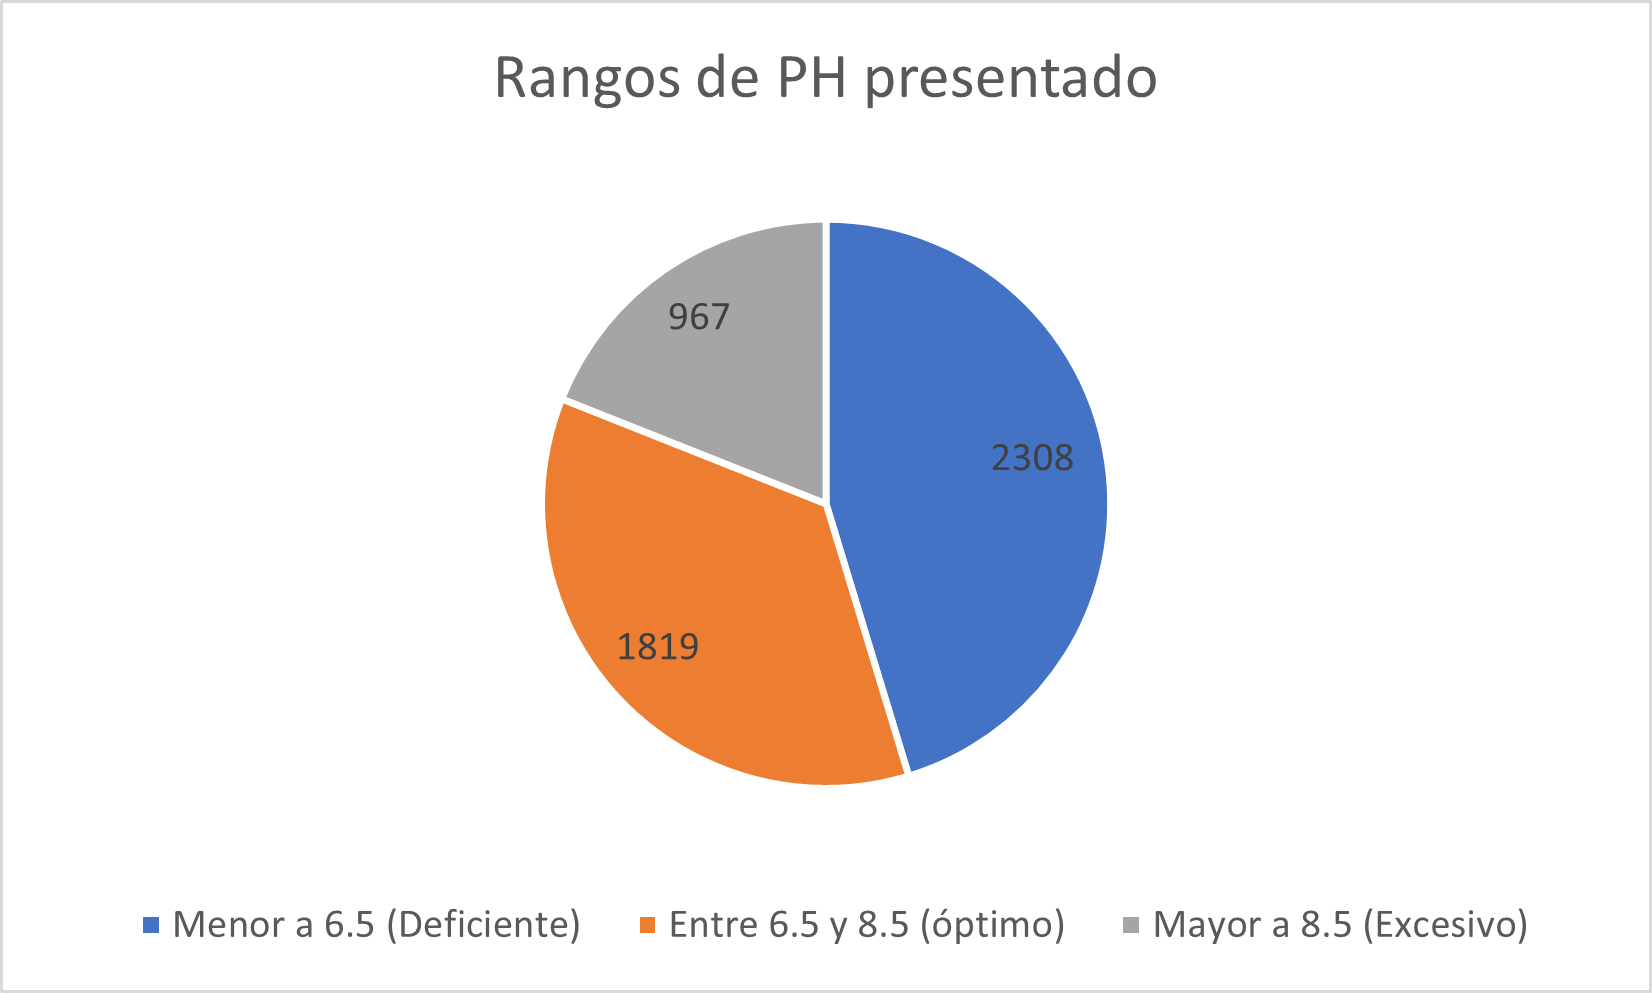 Rangos de PH presentado
967
2308
1819
Menor a 6.5 (Deficiente)
Entre 6.5 y 8.5 (óptimo)
Mayor a 8.5 (Excesivo)